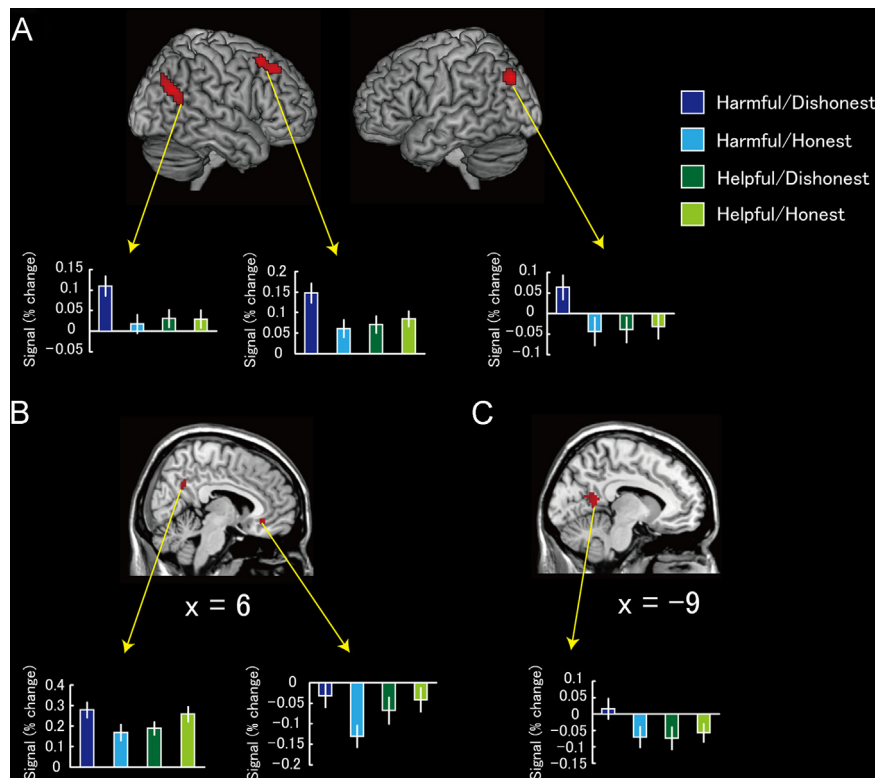 A
Harmful/Dishonest
Harmful/Honest
Helpful/Dishonest
Helpful/Honest
Signal (% change)
0.15
0.1
0.05
0
−0.05
Signal (% change)
0.2
0.15
0.1
0.05
0
Signal (% change)
0.1
0.05
0
−0.05
−0.1
B
x = 6
C
x = −9
Signal (% change)
0.4
0.3
0.2
0.1
0
Signal (% change)
0
−0.05
−0.1
−0.15
−0.2
Signal (% change)
0.1
0.05
0
−0.05
−0.1
−0.15